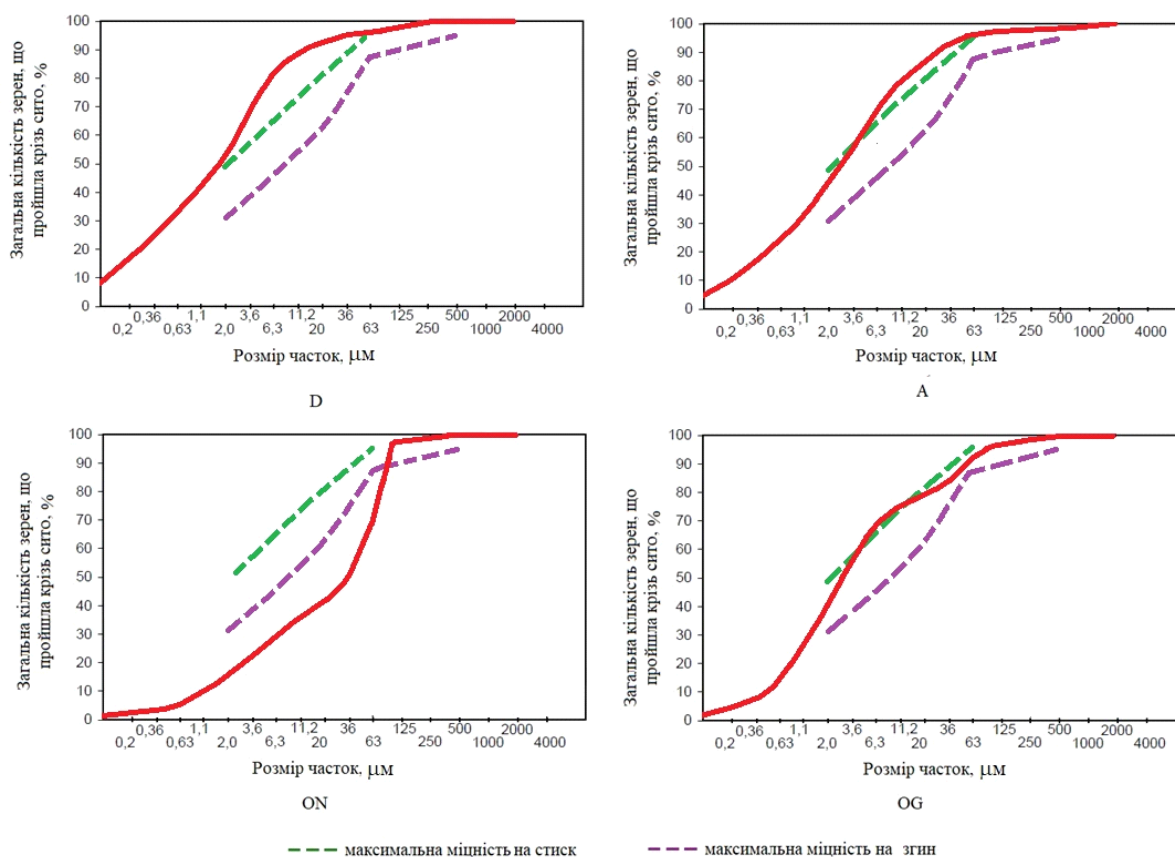 Загальна кількість зерен, що
пройшла крізь сито, %
100
90
80
70
60
50
40
30
20
10
0
0,2 0,36 0,63 1,1 2,0 3,6 6,3 11,2 20 36 63 125 250 500 1000 2000 4000
Розмір часток, μм
D
Загальна кількість зерен, що
пройшла крізь сито, %
100
90
80
70
60
50
40
30
20
10
0
0,2 0,36 0,63 1,1 2,0 3,6 6,3 11,2 20 36 63 125 250 500 1000 2000 4000
Розмір часток, μм
A
Загальна кількість зерен, що
пройшла крізь сито, %
100
90
80
70
60
50
40
30
20
10
0
0,2 0,36 0,63 1,1 2,0 3,6 6,3 11,2 20 36 63 125 250 500 1000 2000 4000
Розмір часток, μм
ON
Загальна кількість зерен, що
пройшла крізь сито, %
100
90
80
70
60
50
40
30
20
10
0
0,2 0,36 0,63 1,1 2,0 3,6 6,3 11,2 20 36 63 125 250 500 1000 2000 4000
Розмір часток, μм
OG
максимальна міцність на стиск
максимальна міцність на згин